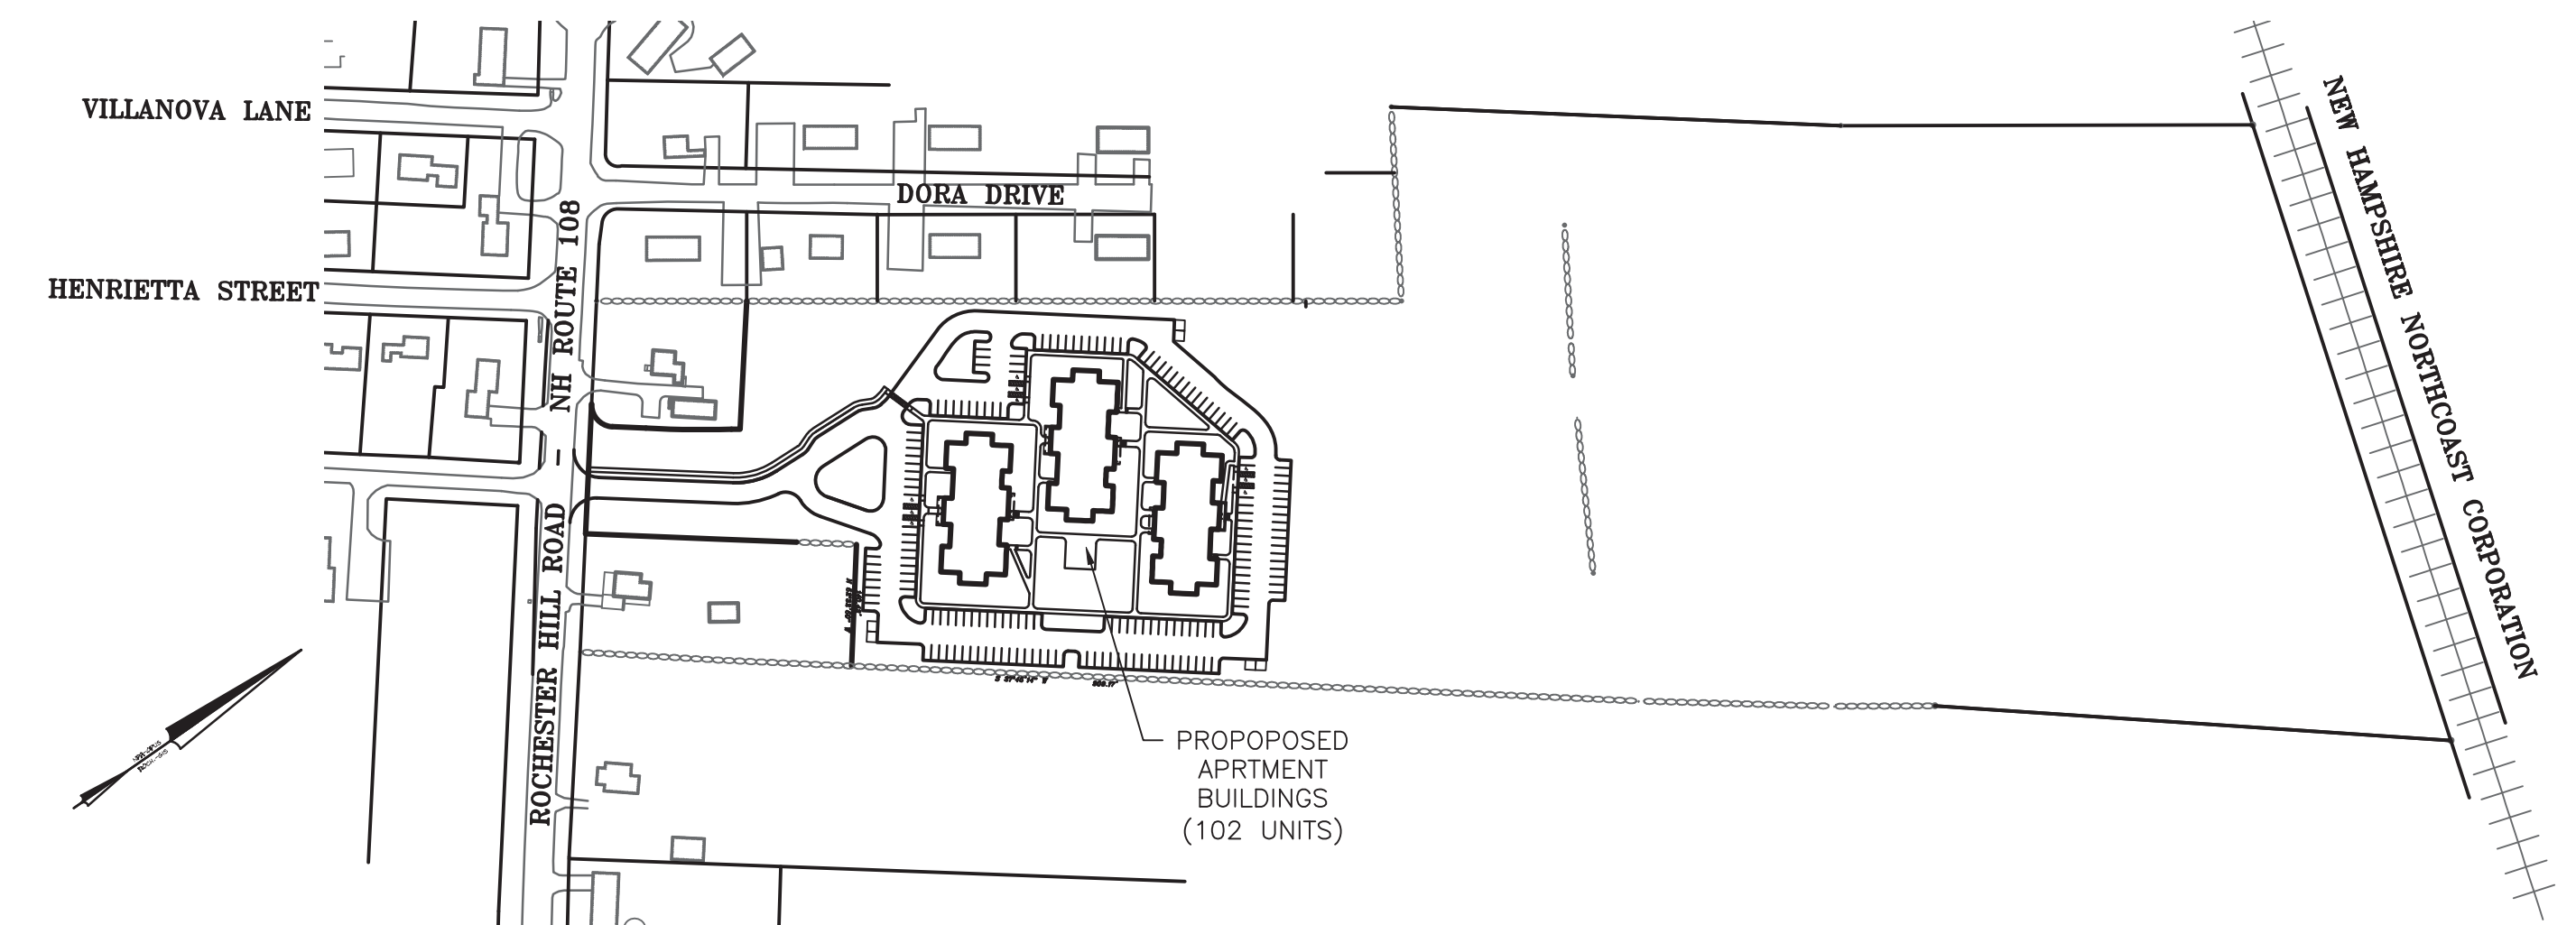 VILLANOVA LANE
HENRIETTA STREET
DORA DRIVE
ROCHESTER HILL ROAD - NH ROUTE 108
NEW HAMPSHIRE NORTHCOAST CORPORATION
PROPOPOSED
APRTMENT
BUILDINGS
(102 UNITS)